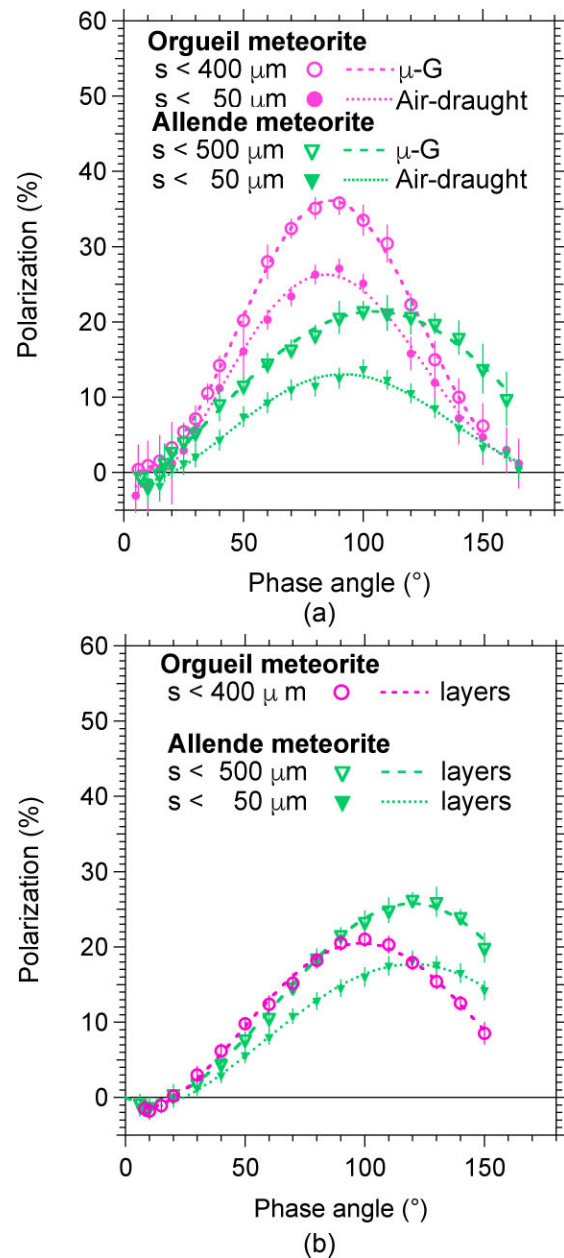 60
50
40
30
20
10
0
Polarization (%)
Orgueil meteorite
s < 400 μm μ-G
s < 50 μm Air-draught
Allende meteorite
s < 500 μm μ-G
s < 50 μm Air-draught
0 50 100 150
Phase angle (°)
(a)
60
50
40
30
20
10
0
Polarization (%)
Orgueil meteorite
s < 400 μ m layers
Allende meteorite
s < 500 μm layers
s < 50 μm layers
0 50 100 150
Phase angle (°)
(b)